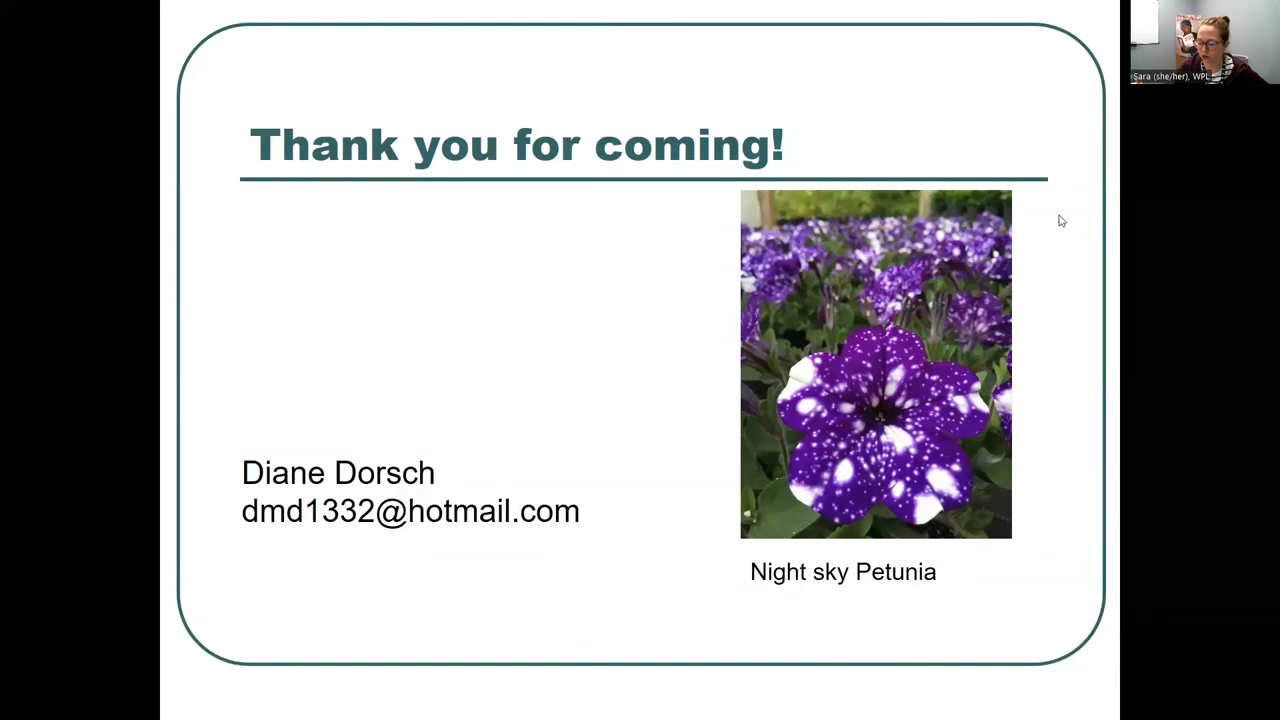 Thank you for coming!
Diane Dorsch
dmd1332@hotmail.com
Night sky Petunia
Sara (she/her), WPL